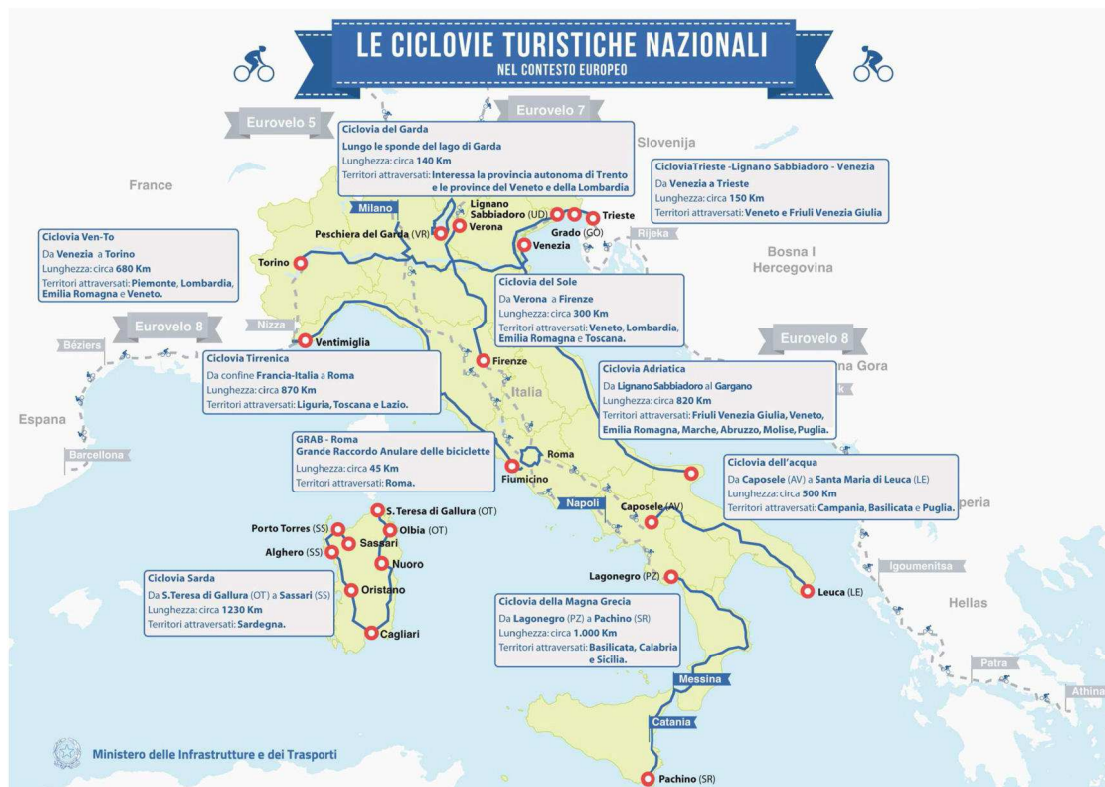 LE CICLOVIE TURISTICHE NAZIONALI
NEL CONTESTO EUROPEO
Eurovelo 5
Eurovelo 7
Ciclovia del Garda
Lungo le sponde del lago di Garda
Lunghezza: circa 140 Km
Territori attraversati: Interessa la provincia autonoma di Trento
e le province del Veneto e della Lombardia
Slovenija
France
CicloviaTrieste -Lignano Sabbiadoro - Venezia
Da Venezia a Trieste
Lunghezza: circa 150 Km
Territori attraversati: Veneto e Friuli Venezia Giulia
Milano
Lignano
Sabbiadoro (UD)
Trieste
Peschiera del Garda (VR)
Verona
Grado (GO)
Rijeka
Venezia
Bosna I
Hercegovina
Ciclovia Ven-To
Da Venezia a Torino
Lunghezza: circa 680 Km
Territori attraversati: Piemonte, Lombardia,
Emilia Romagna e Veneto.
Torino
Ciclovia del Sole
Da Verona a Firenze
Lunghezza: circa 300 Km
Territori attraversati: Veneto, Lombardia,
Emilia Romagna e Toscana.
Eurovelo 8
Nizza
Béziers
Ventimiglia
Eurovelo 8
na Gora
Ciclovia Tirrenica
Da confine Francia-Italia a Roma
Lunghezza: circa 870 Km
Territori attraversati: Liguria, Toscana e Lazio.
Firenze
Italia
Ciclovia Adriatica
Da Lignano Sabbiadoro al Gargano
Lunghezza: circa 820 Km
Territori attraversati: Friuli Venezia Giulia, Veneto,
Emilia Romagna, Marche, Abruzzo, Molise, Puglia.
Espana
Barcellona
GRAB - Roma
Grande Raccordo Anulare delle biciclette
Lunghezza: circa 45 Km
Territori attraversati: Roma.
Roma
Fiumicino
Ciclovia dell'acqua
Da Caposele (AV) a Santa Maria di Leuca (LE)
Lunghezza: circa 500 Km
Territori attraversati: Campania, Basilicata e Puglia.
peria
Napoli
Caposele (AV)
S.Teresa di Gallura (OT)
Porto Torres (SS)
Olbia (OT)
Sassari
Alghero (SS)
Nuoro
Igoumenitsa
Lagonegro (PZ)
Leuca (LE)
Ciclovia Sarda
Da S.Teresa di Gallura (OT) a Sassari (SS)
Lunghezza: circa 1230 Km
Territori attraversati: Sardegna.
Oristano
Cagliari
Hellas
Ciclovia della Magna Grecia
Da Lagonegro (PZ) a Pachino (SR)
Lunghezza: circa 1.000 Km
Territori attraversati: Basilicata, Calabria
e Sicilia.
Patra
Messina
Athina
Catania
Ministero delle Infrastrutture e dei Trasporti
Pachino (SR)